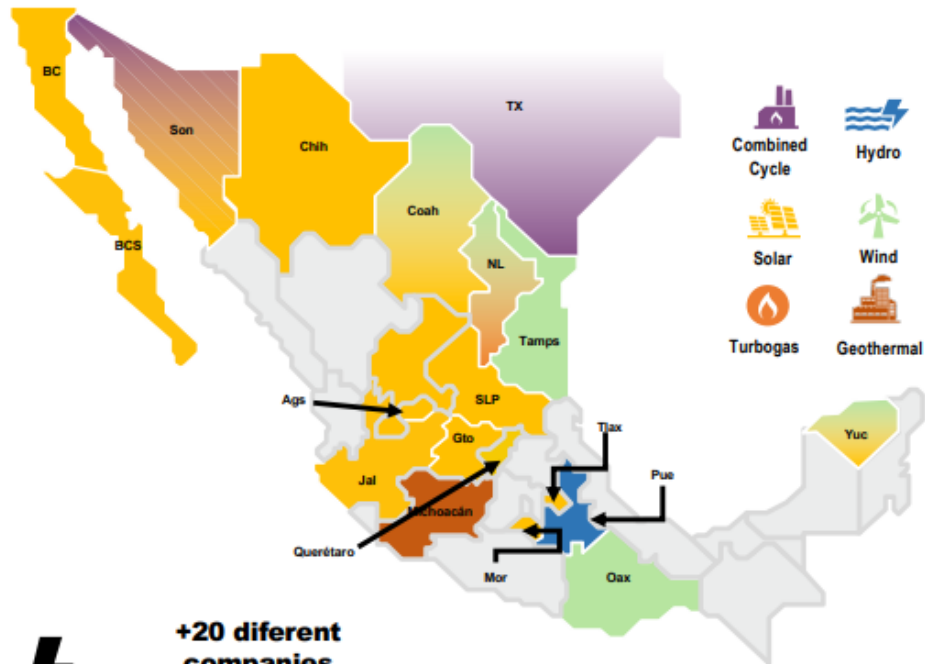 BC
Son
Chih
TX
Coah
BCS
NL
Tamps
Ags
SLP
Gto
Tlax
Jal
Yuc
Pue
Michoacán
Querétaro
Mor
Oax
Combined
Cycle
Hydro
Solar
Wind
Turbogas
Geothermal
+20 diferent
companios